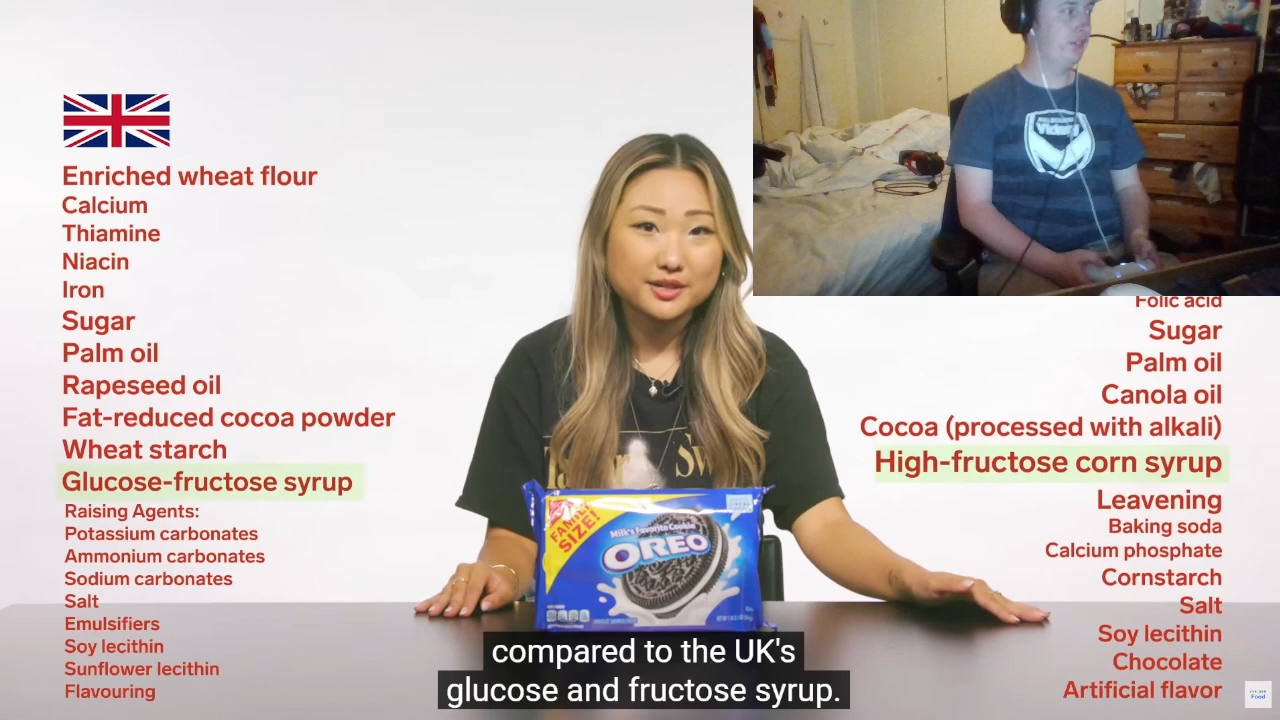 Enriched wheat flour
Calcium
Thiamine
Niacin
Iron
Sugar
Palm oil
Rapeseed oil
Fat-reduced cocoa powder
Wheat starch
Glucose-fructose syrup
Raising Agents:
Potassium carbonates
Ammonium carbonates
Sodium carbonates
Salt
Emulsifiers
Soy lecithin
Sunflower lecithin
Flavouring
Victory
FAMILY
SIZE!
Milk's Favorite Cookie
OREO
Folic acid
Sugar
Palm oil
Canola oil
Cocoa (processed with alkali)
High-fructose corn syrup
Leavening
Baking soda
Calcium phosphate
Cornstarch
Salt
Soy lecithin
Chocolate
Artificial flavor
compared to the UK's
glucose and fructose syrup.
Food